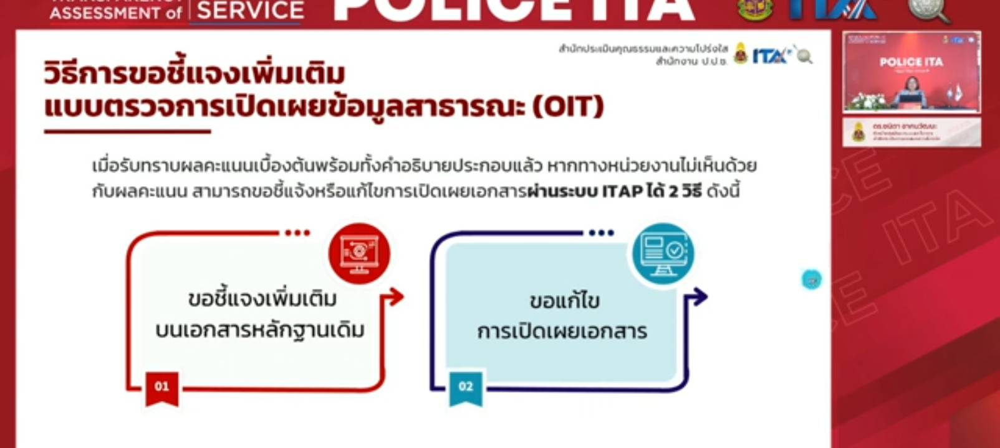 TRANSPARENCY
ASSESSMENT of
SERVICE
POLICE ITA
ITA
สำนักประเมินคุณธรรมและความโปร่งใส
สำนักงาน ป.ป.ช.
ITA
วิธีการขอชี้แจงเพิ่มเติม
แบบตรวจการเปิดเผยข้อมูลสาธารณะ (OIT)
POLICE ITA
เมื่อรับทราบผลคะแนนเบื้องต้นพร้อมทั้งคำอธิบายประกอบแล้ว หากทางหน่วยงานไม่เห็นด้วย
กับผลคะแนน สามารถขอชี้แจ้งหรือแก้ไขการเปิดเผยเอกสารผ่านระบบ ITAP ได้ 2 วิธี ดังนี้
ขอชี้แจงเพิ่มเติม
บนเอกสารหลักฐานเดิม
01
ขอแก้ไข
การเปิดเผยเอกสาร
02
CE
ITA
CE